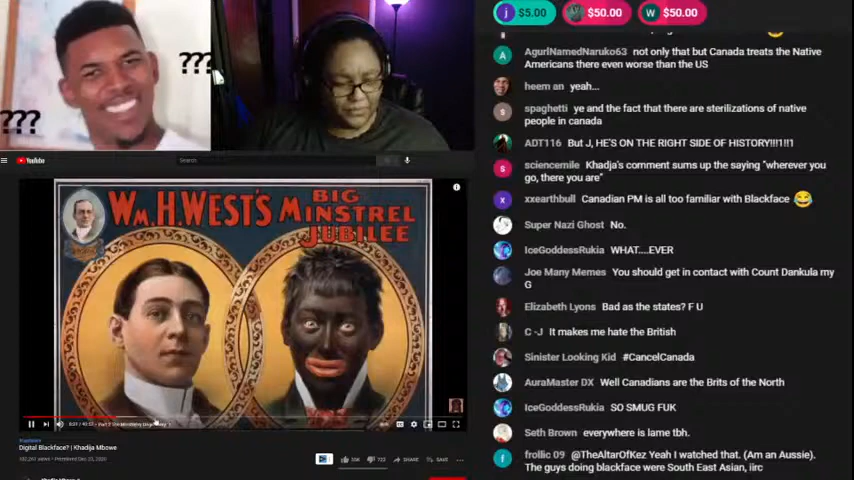 ???
???
YouTube
Search
WM. H. WEST'S BIG
MINSTREL
JUBILEE
Digital Blackface? | Khadija Mbowe
SHARE
SAVE
$5.00
$50.00
W $50.00
AgurlNamedNaruko63 not only that but Canada treats the Native
Americans there even worse than the US
heem an yeah...
spaghetti ye and the fact that there are sterilizations of native
people in canada
ADT116 But J, HE'S ON THE RIGHT SIDE OF HISTORY!!!1!!1
sciencemile Khadja's comment sums up the saying "wherever you
go, there you are"
xxearthbull Canadian PM is all too familiar with Blackface 😂
Super Nazi Ghost No.
IceGoddessRukia WHAT....EVER
Joe Many Memes You should get in contact with Count Dankula my
G
Elizabeth Lyons Bad as the states? F U
C -J It makes me hate the British
Sinister Looking Kid #CancelCanada
AuraMaster DX Well Canadians are the Brits of the North
IceGoddessRukia SO SMUG FUK
Seth Brown everywhere is lame tbh.
frollic 09 @TheAltarOfKez Yeah I watched that. (Am an Aussie).
The guys doing blackface were South East Asian, iirc